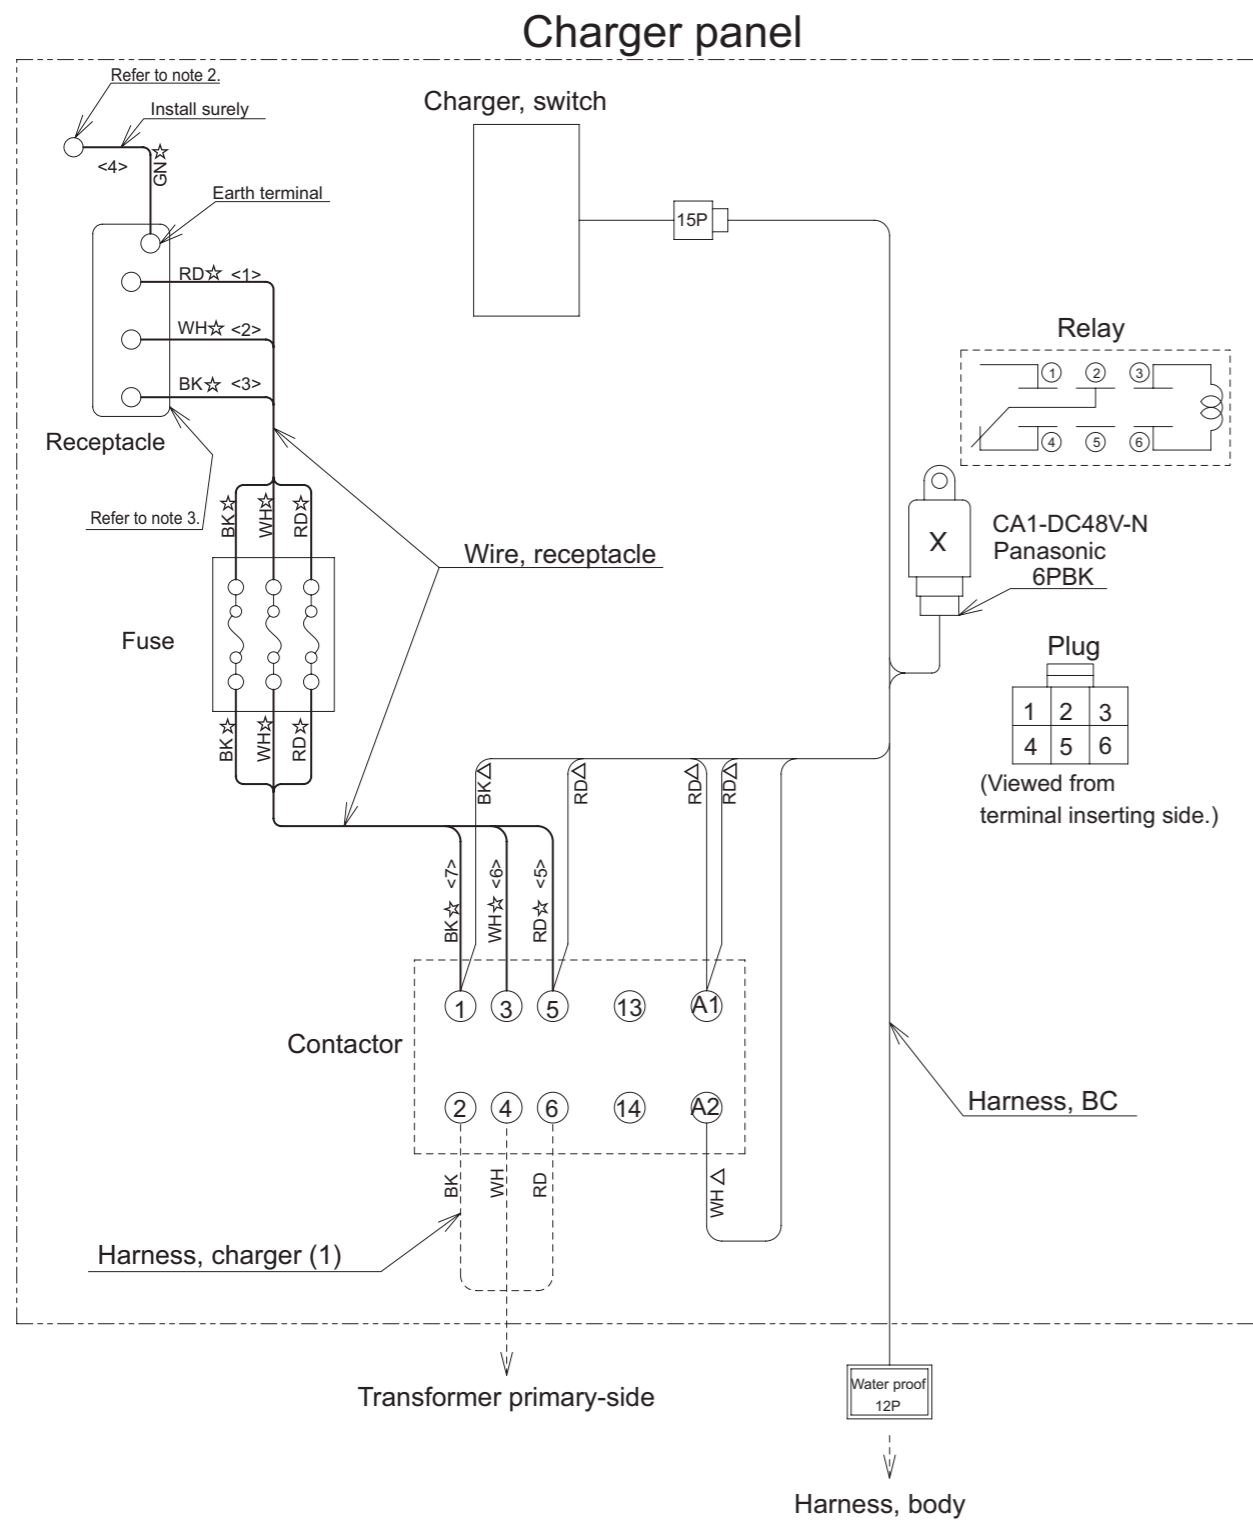 Charger panel
Refer to note 2.
Install surely
<4>
GN☆
Earth terminal
Charger, switch
15P
RD☆ <1>
WH☆ <2>
BK☆ <3>
Receptacle
Refer to note 3.
Relay
① ② ③
④ ⑤ ⑥
BK☆
WH☆
RD☆
Wire, receptacle
X
CA1-DC48V-N
Panasonic
6PBK
Fuse
Plug
1 2 3
4 5 6
(Viewed from
terminal inserting side.)
BK☆
WH☆
RD☆
BK△
RD△
RD△
RD△
BK☆ <7>
WH☆ <6>
RD☆ <5>
1 3 5 13 A1
Contactor
2 4 6 14 A2
Harness, BC
BK
WH
RD
WH△
Harness, charger (1)
Transformer primary-side
Water proof
12P
Harness, body